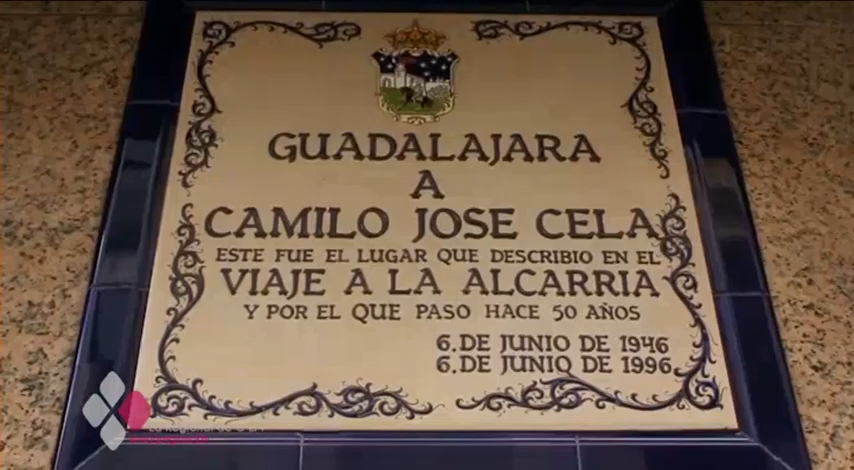 GUADALAJARA
A
CAMILO JOSE CELA
ESTE FUE EL LUGAR QUE DESCRIBIO EN EL
VIAJE A LA ALCARRIA
Y POR EL QUE PASO HACE 50 AÑOS
6.DE JUNIO DE 1946
6.DE JUNIO DE 1996